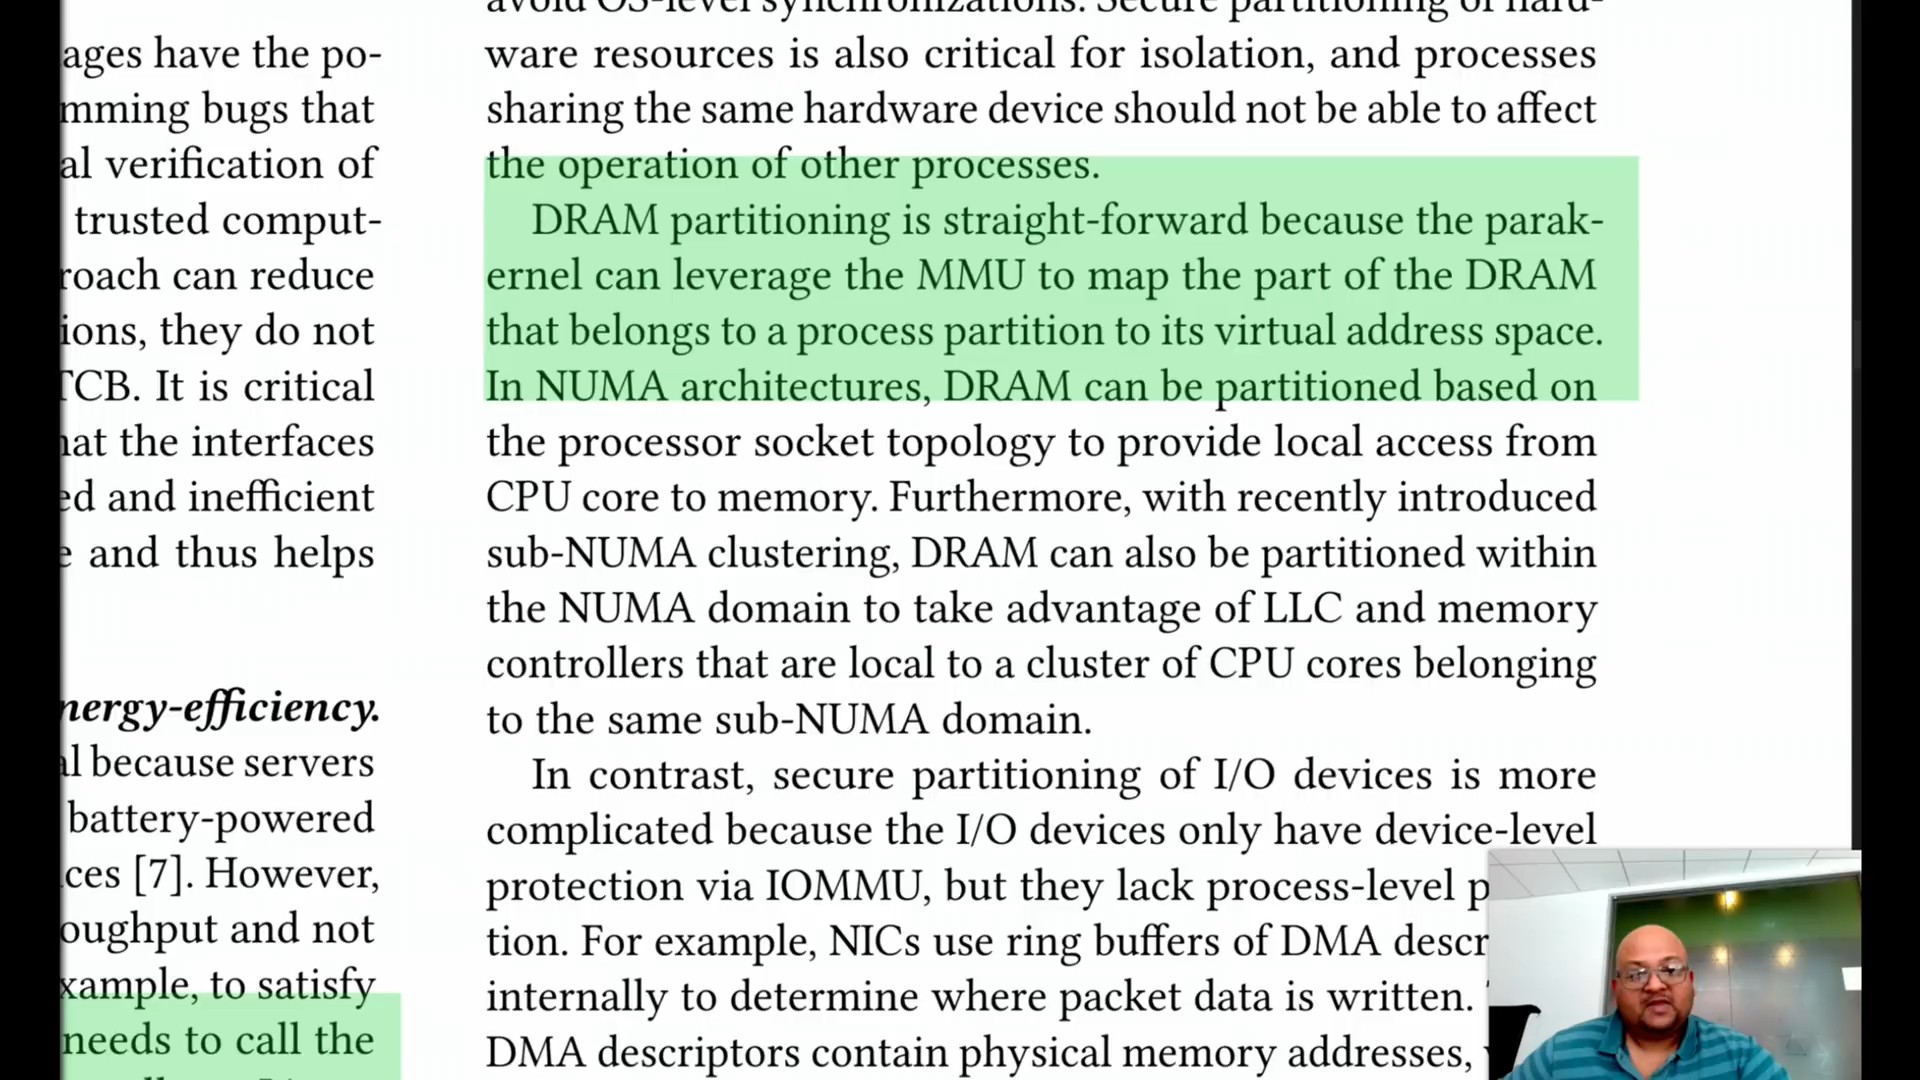 ages have the po-
mming bugs that
al verification of
trusted comput-
roach can reduce
ions, they do not
TCB. It is critical
hat the interfaces
ed and inefficient
e and thus helps
nergy-efficiency.
al because servers
battery-powered
ces [7]. However,
oughput and not
xample, to satisfy
needs to call the
avoid OS-level synchronizations. Secure partitioning of hard-
ware resources is also critical for isolation, and processes
sharing the same hardware device should not be able to affect
the operation of other processes.
DRAM partitioning is straight-forward because the parak-
ernel can leverage the MMU to map the part of the DRAM
that belongs to a process partition to its virtual address space.
In NUMA architectures, DRAM can be partitioned based on
the processor socket topology to provide local access from
CPU core to memory. Furthermore, with recently introduced
sub-NUMA clustering, DRAM can also be partitioned within
the NUMA domain to take advantage of LLC and memory
controllers that are local to a cluster of CPU cores belonging
to the same sub-NUMA domain.
In contrast, secure partitioning of I/O devices is more
complicated because the I/O devices only have device-level
protection via IOMMU, but they lack process-level p
tion. For example, NICs use ring buffers of DMA descr
internally to determine where packet data is written.
DMA descriptors contain physical memory addresses,